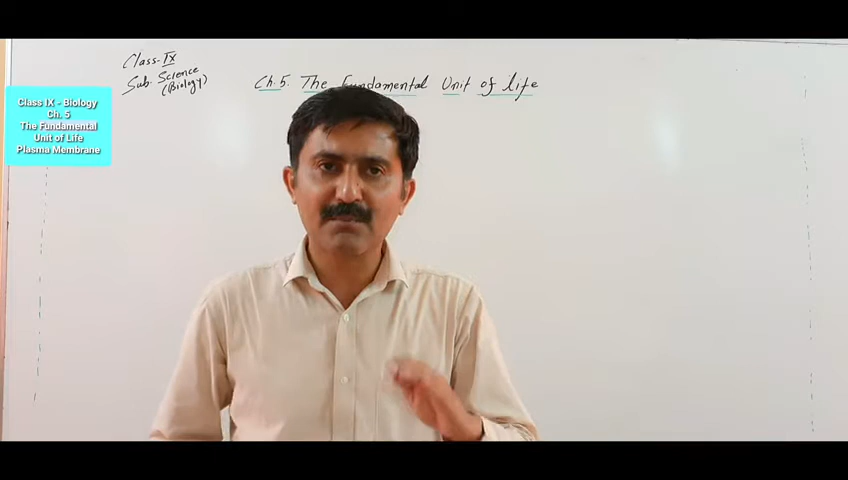 Class-IX
Sub. Science
(Biology)
Ch.5. The Fundamental Unit of life
Class IX - Biology
Ch. 5
The Fundamental
Unit of Life
Plasma Membrane